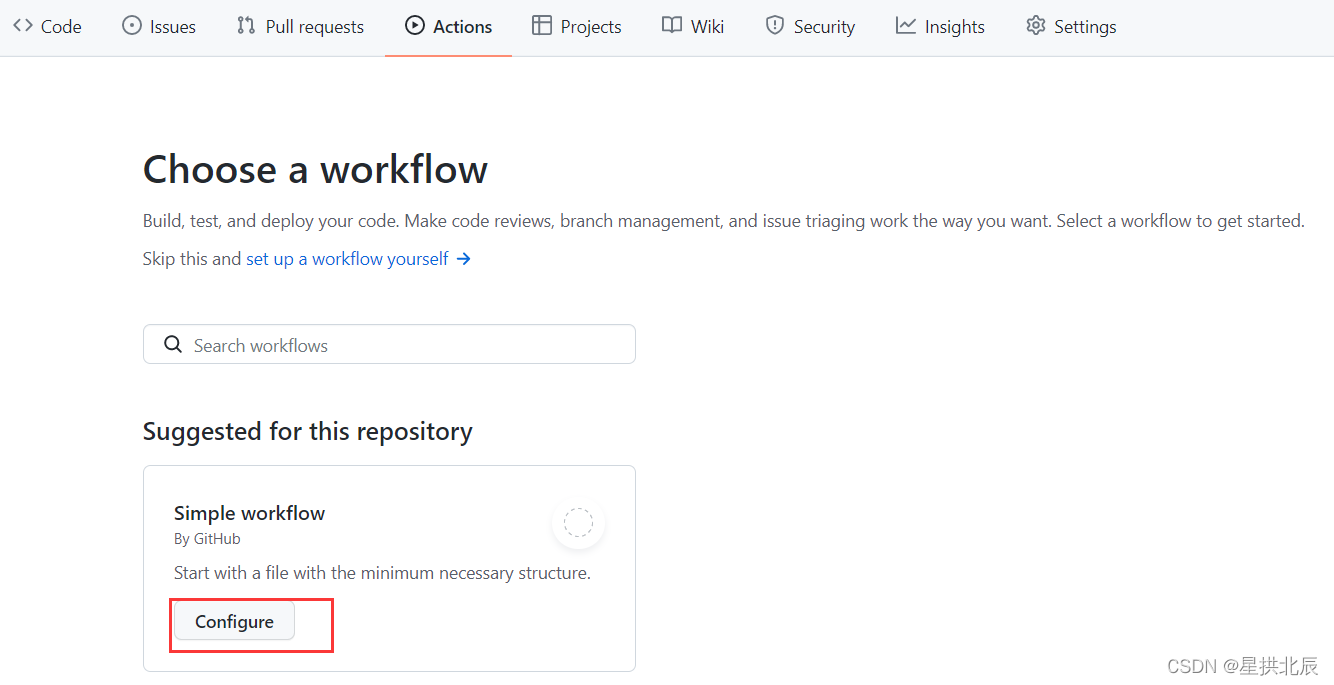 Code Issues Pull requests Actions Projects Wiki Security Insights Settings
Choose a workflow
Build, test, and deploy your code. Make code reviews, branch management, and issue triaging work the way you want. Select a workflow to get started.
Skip this and set up a workflow yourself →
Search workflows
Suggested for this repository
Simple workflow
By GitHub
Start with a file with the minimum necessary structure.
Configure
CSDN @星拱北辰